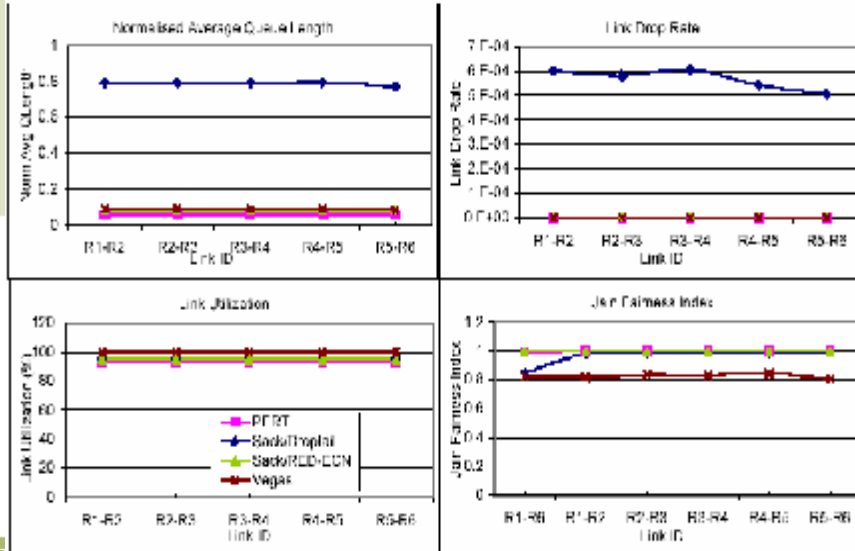 Normalised Average Queue Length
Norm Avg QLength
1
0.8
0.6
0.4
0.2
0
R1-R2 R2-R3 R3-R4 R4-R5 R5-R6
Link ID
Link Drop Rate
Link Drop Rate
7 E-04
6 E-04
5 E-04
4 E-04
3 E-04
2 E-04
1 E-04
0 E+00
R1-R2 R2-R3 R3-R4 R4-R5 R5-R6
Link ID
Link Utilization
Link Utilization (%)
120
100
80
60
40
20
0
PERT
Sack/Droptail
Sack/RED-ECN
Vegas
R1-R2 R2-R3 R3-R4 R4-R5 R5-R6
Link ID
Jain Fairness Index
Jain Fairness Index
1.2
1
0.8
0.6
0.4
0.2
0
R1-R6 R1-R2 R2-R3 R3-R4 R4-R5 R5-R6
Link ID